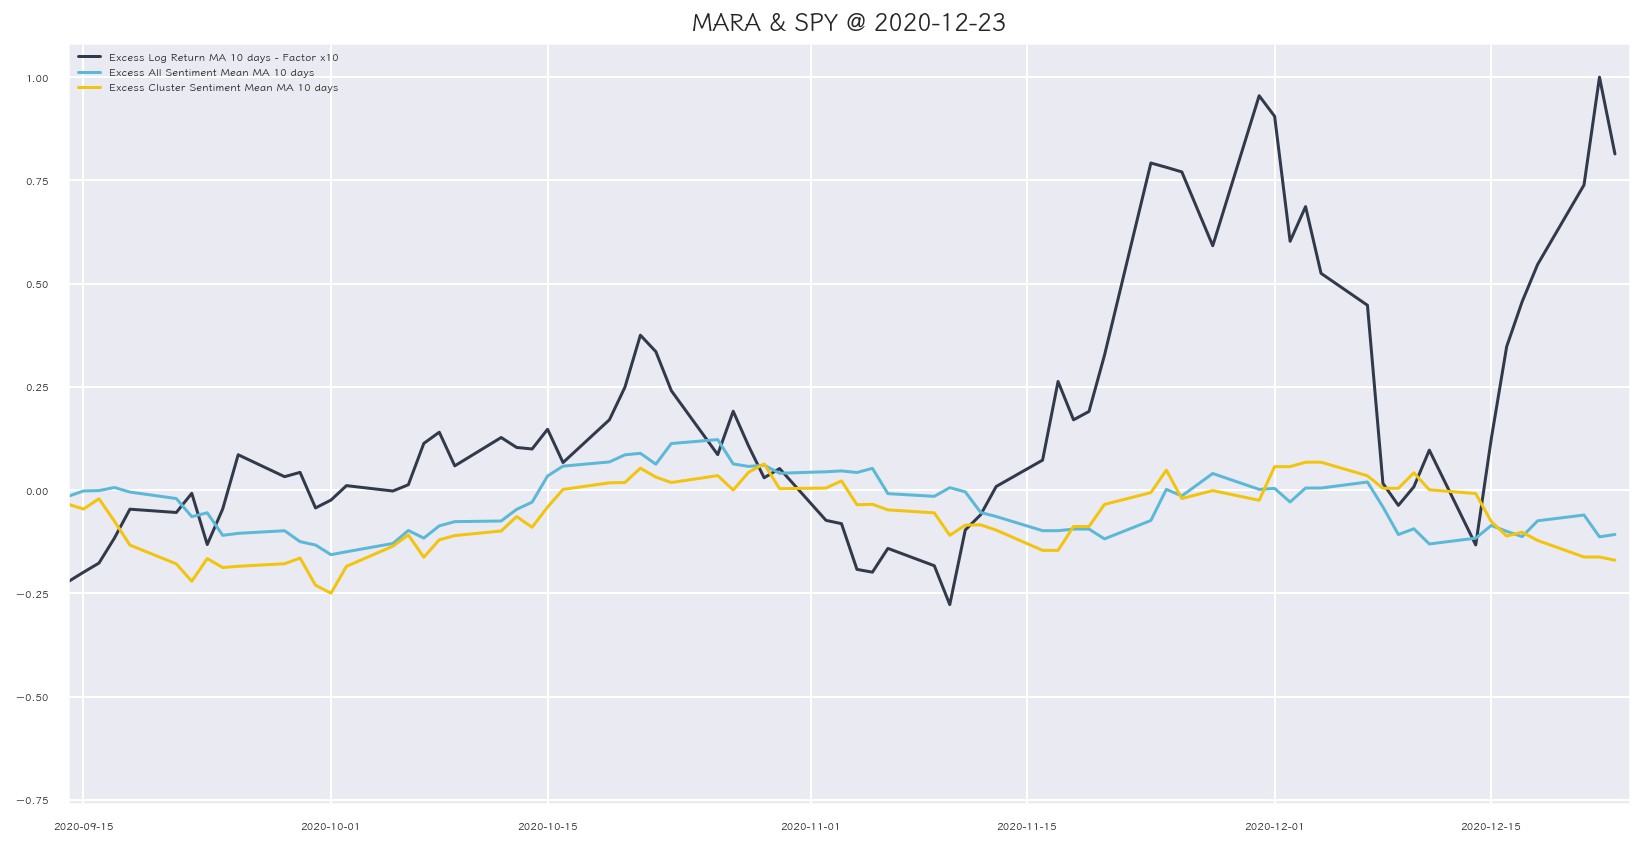 MARA & SPY @ 2020-12-23
Excess Log Return MA 10 days - Factor x10
Excess All Sentiment Mean MA 10 days
Excess Cluster Sentiment Mean MA 10 days
1.00
0.75
0.50
0.25
0.00
−0.25
−0.50
−0.75
2020-09-15 2020-10-01 2020-10-15 2020-11-01 2020-11-15 2020-12-01 2020-12-15